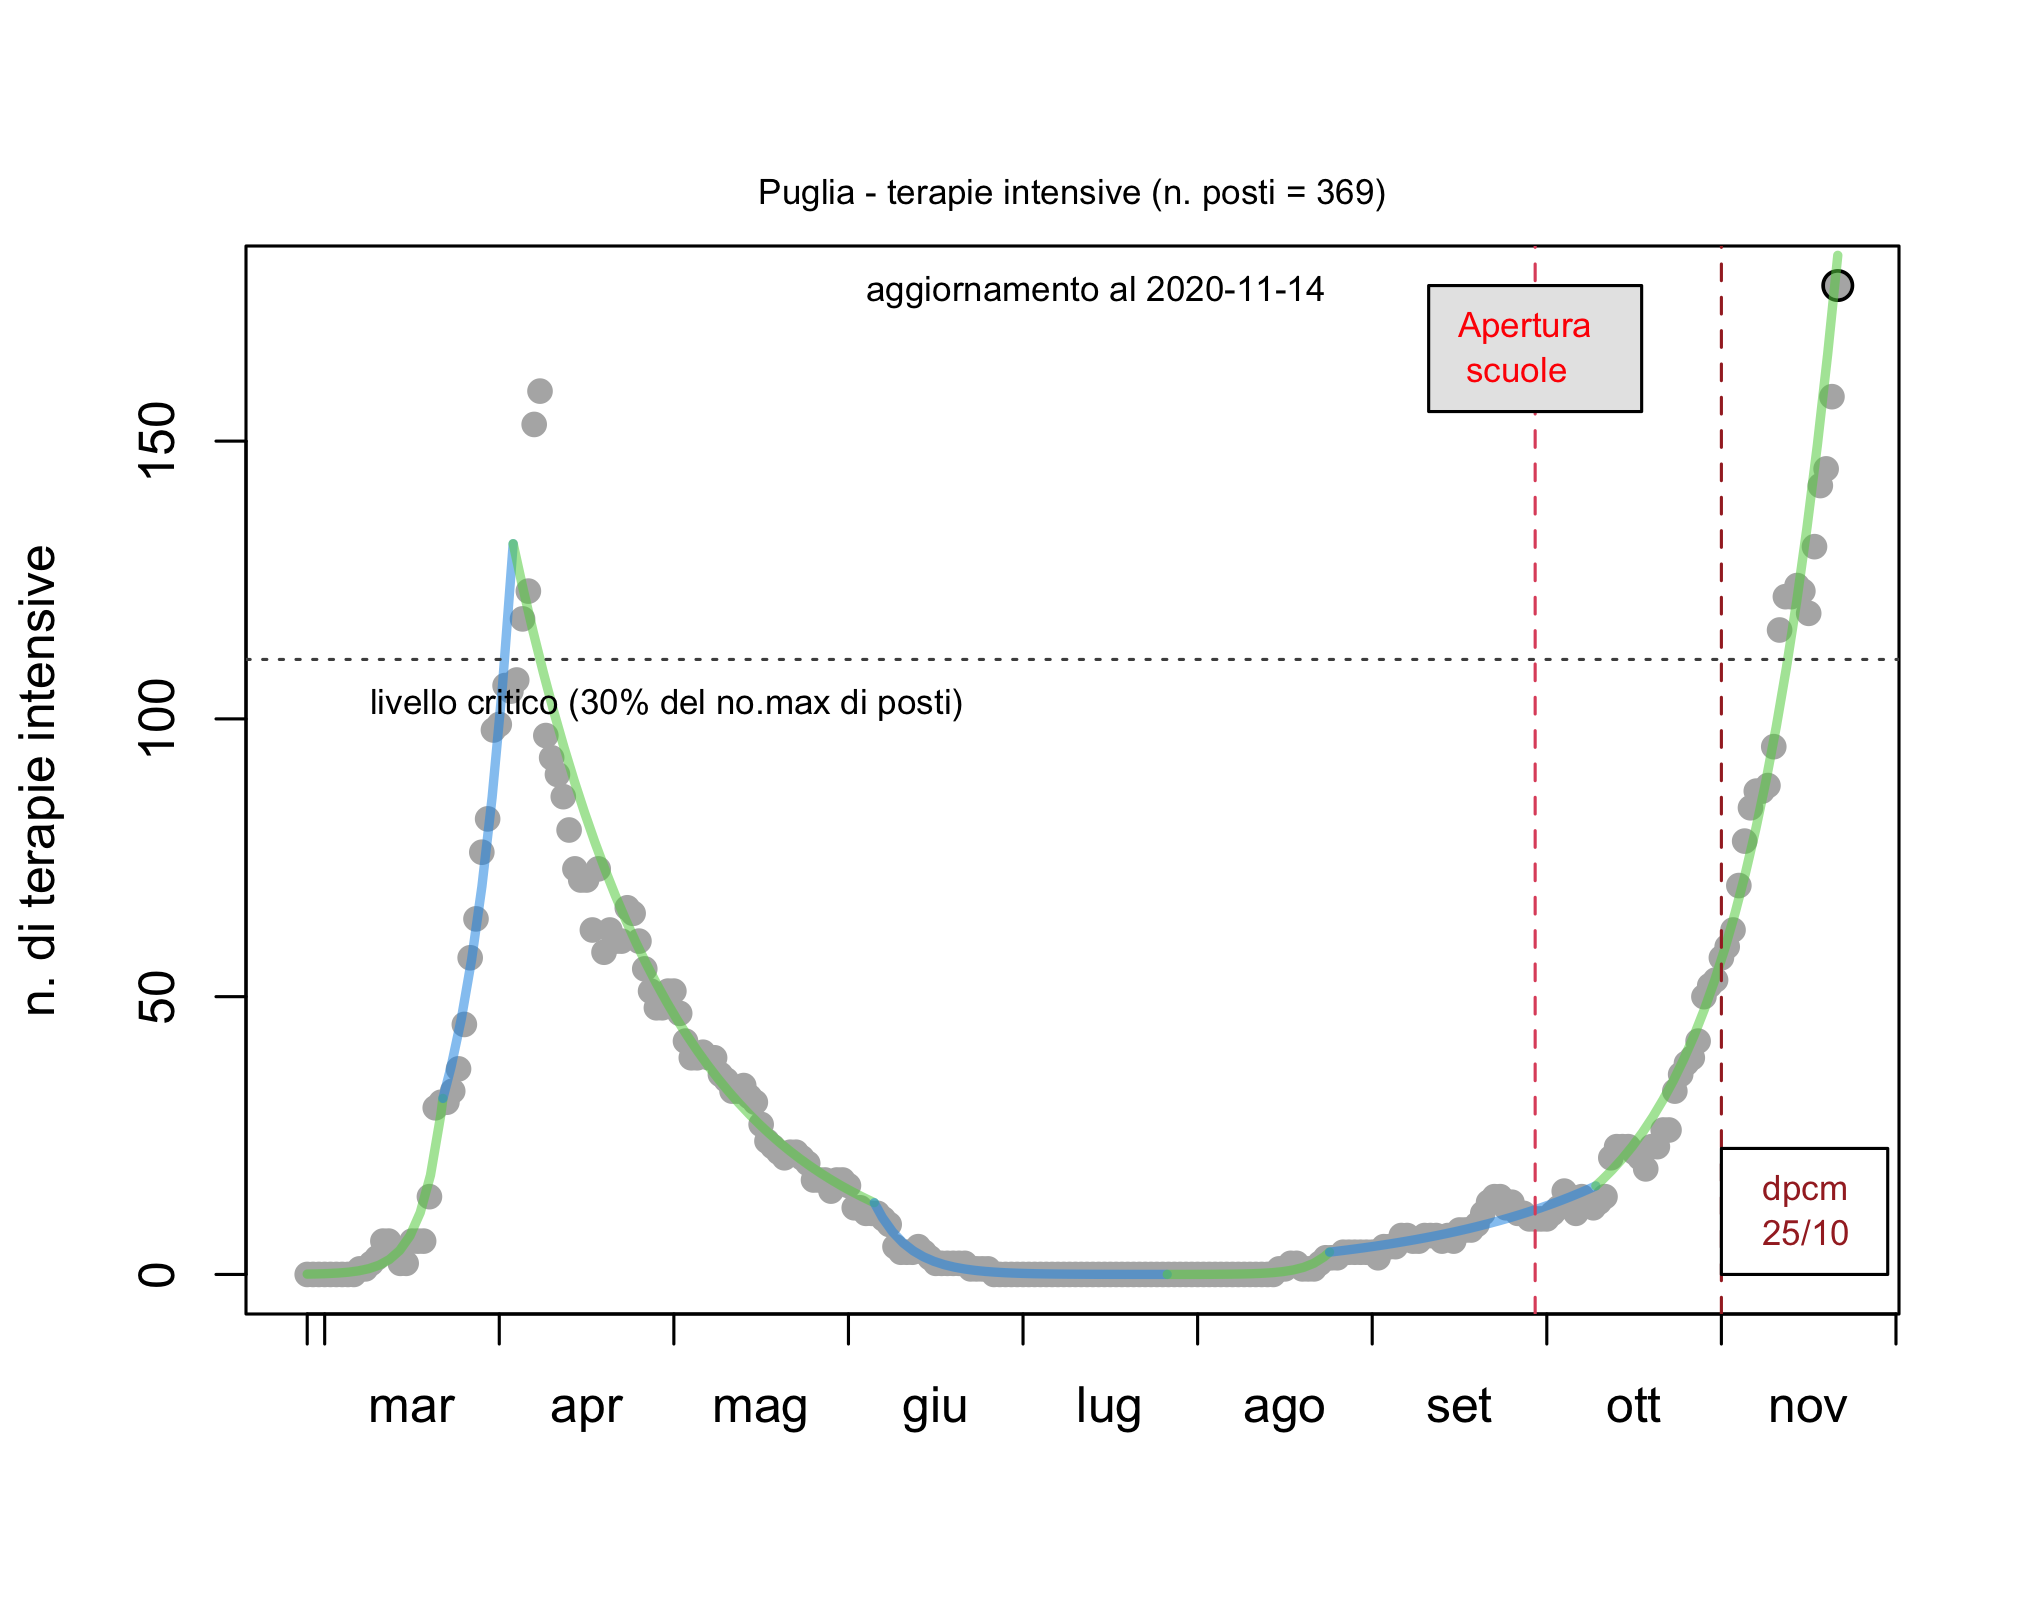 Puglia - terapie intensive (n. posti = 369)
aggiornamento al 2020-11-14
Apertura
scuole
livello critico (30% del no.max di posti)
dpcm
25/10
n. di terapie intensive
150
100
50
0
mar apr mag giu lug ago set ott nov